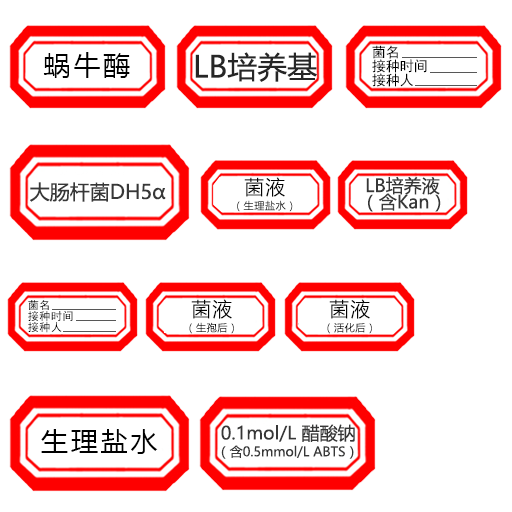 蜗牛酶
LB培养基
菌名
接种时间
接种人
大肠杆菌DH5α
菌液
（生理盐水）
LB培养液
（含Kan）
菌名
接种时间
接种人
菌液
（生孢后）
菌液
（活化后）
生理盐水
0.1mol/L 醋酸钠
（含0.5mmol/L ABTS）